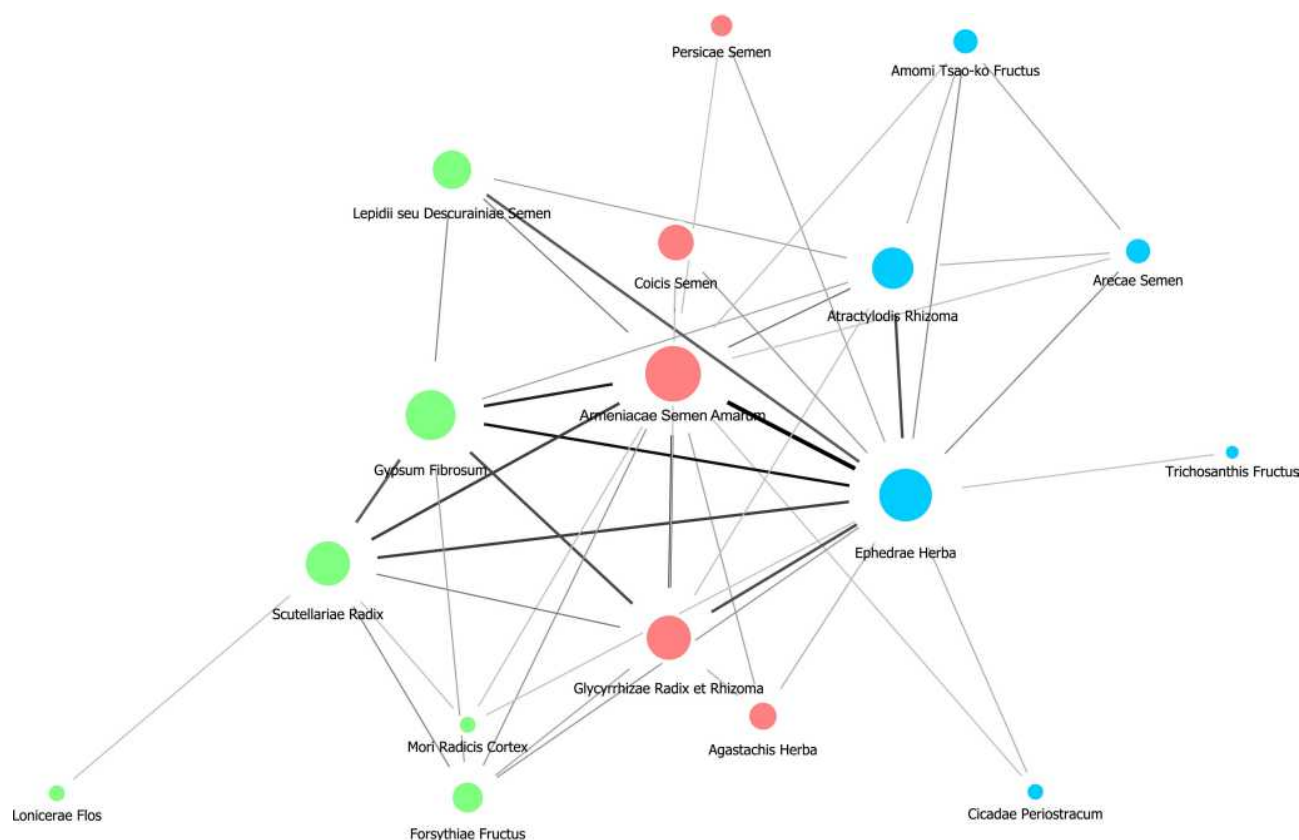 Persicae Semen
Amomi Tsao-ko Fructus
Lepidii seu Descurainiae Semen
Coicis Semen
Arecae Semen
Atractylodis Rhizoma
Armeniacae Semen Amarum
Gypsum Fibrosum
Trichosanthis Fructus
Ephedrae Herba
Scutellariae Radix
Glycyrrhizae Radix et Rhizoma
Mori Radicis Cortex
Agastachis Herba
Lonicerae Flos
Cicadae Periostracum
Forsythiae Fructus